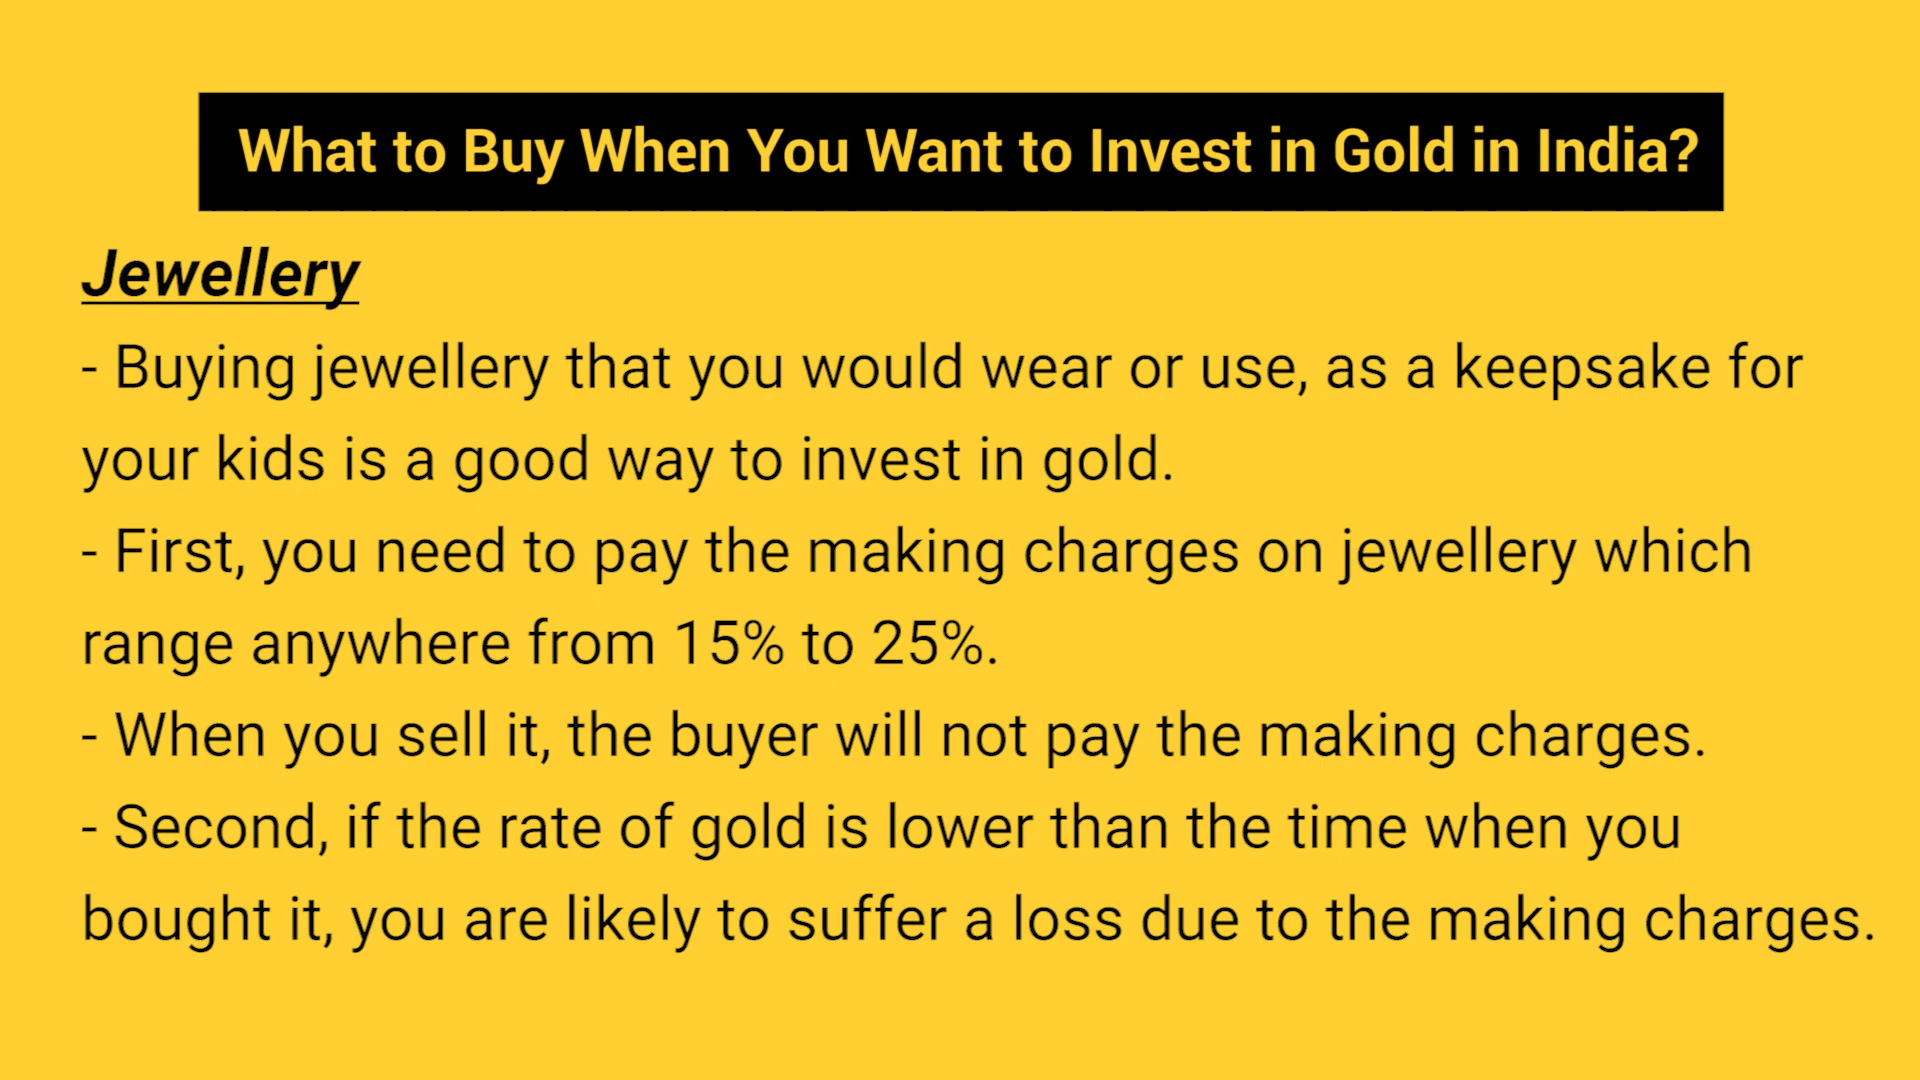 What to Buy When You Want to Invest in Gold in India?
Jewellery
- Buying jewellery that you would wear or use, as a keepsake for
your kids is a good way to invest in gold.
- First, you need to pay the making charges on jewellery which
range anywhere from 15% to 25%.
- When you sell it, the buyer will not pay the making charges.
- Second, if the rate of gold is lower than the time when you
bought it, you are likely to suffer a loss due to the making charges.